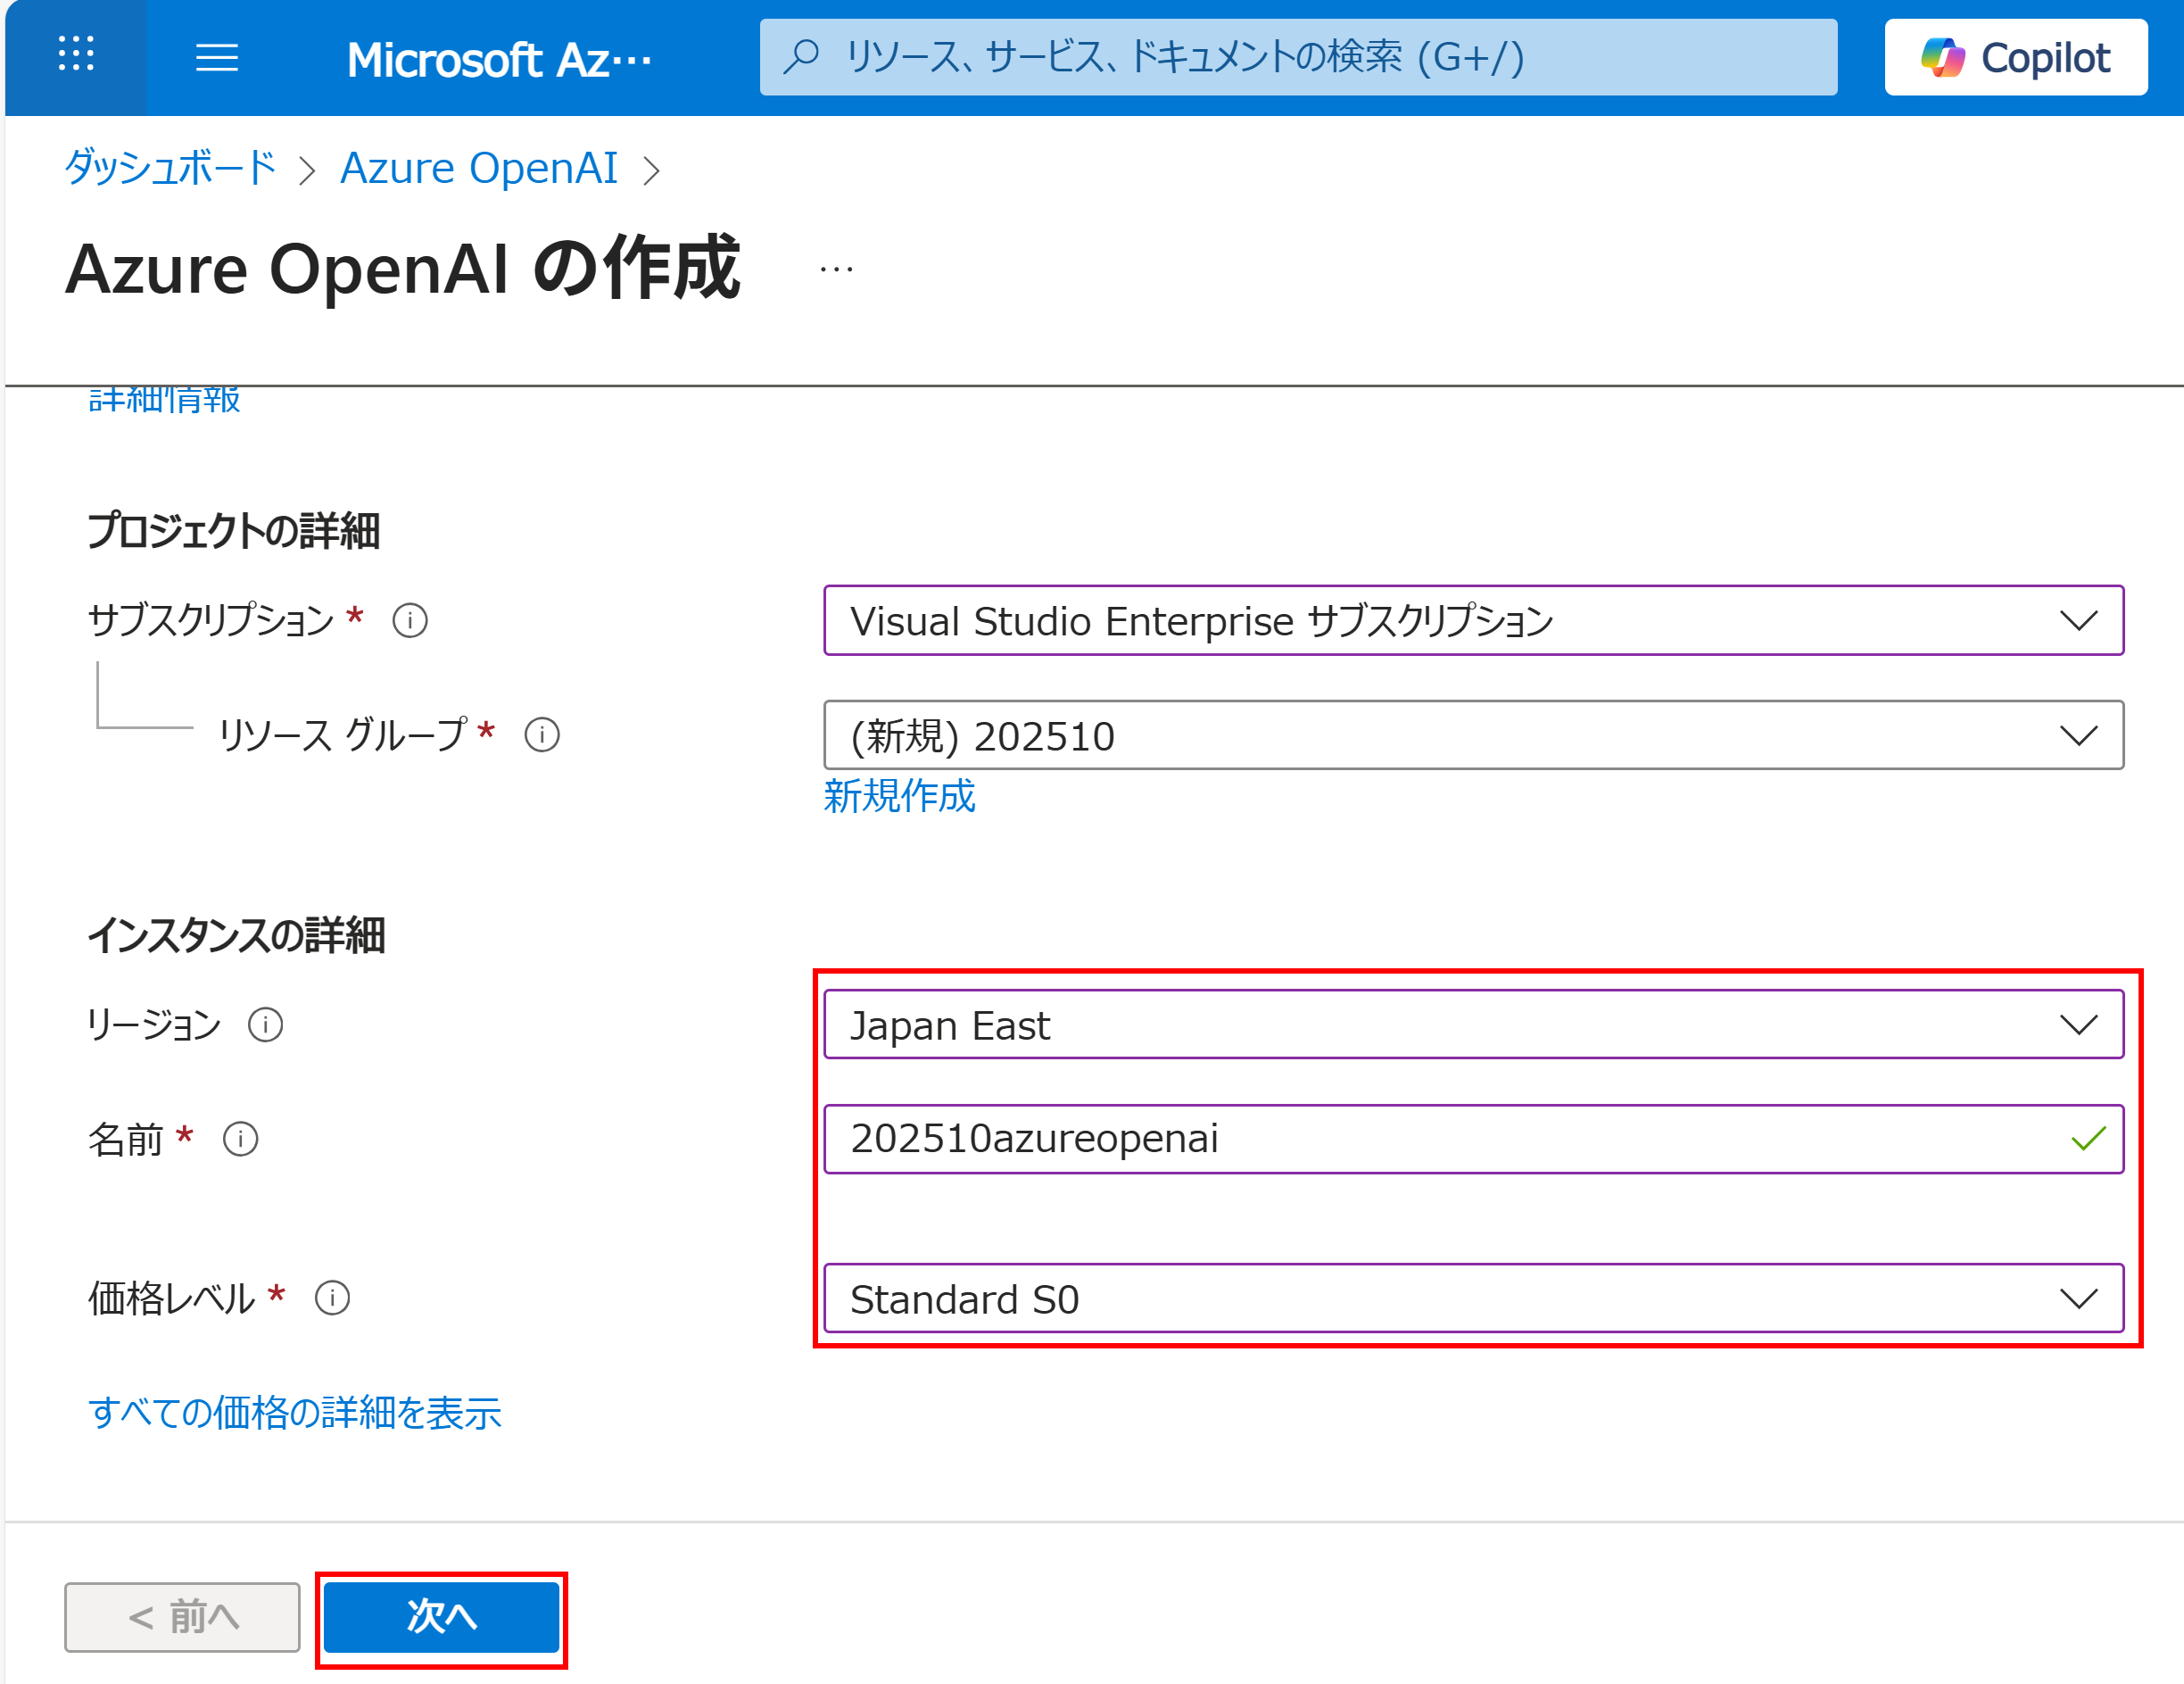 Microsoft Az…
リソース、サービス、ドキュメントの検索 (G+/)
Copilot
ダッシュボード > Azure OpenAI >
Azure OpenAI の作成 …
詳細情報
プロジェクトの詳細
サブスクリプション *
Visual Studio Enterprise サブスクリプション
リソース グループ *
(新規) 202510
新規作成
インスタンスの詳細
リージョン
Japan East
名前 *
202510azureopenai
価格レベル *
Standard S0
すべての価格の詳細を表示
< 前へ
次へ